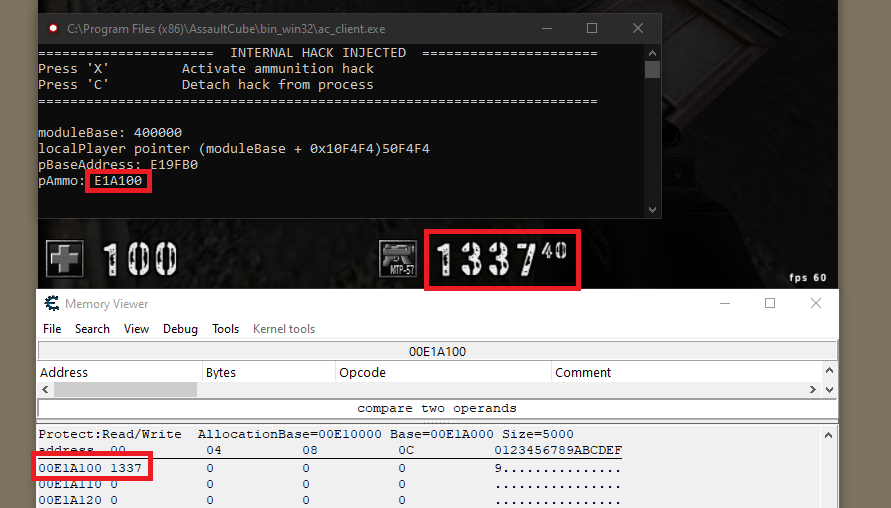 C:\Program Files (x86)\AssaultCube\bin_win32\ac_client.exe
====================== INTERNAL HACK INJECTED ======================
Press 'X' Activate ammunition hack
Press 'C' Detach hack from process
=======================================================================
moduleBase: 400000
localPlayer pointer (moduleBase + 0x10F4F4)50F4F4
pBaseAddress: E19FB0
pAmmo: E1A100
100 MTP-57 1337 40
fps 60
Memory Viewer
File Search View Debug Tools Kernel tools
00E1A100
Address Bytes Opcode Comment
compare two operands
Protect:Read/Write AllocationBase=00E10000 Base=00E1A000 Size=5000
address 00 04 08 0C 0123456789ABCDEF
00E1A100 1337 0 0 0 9...............
00E1A110 0 0 0 0 ................
00E1A120 0 0 0 0 ................